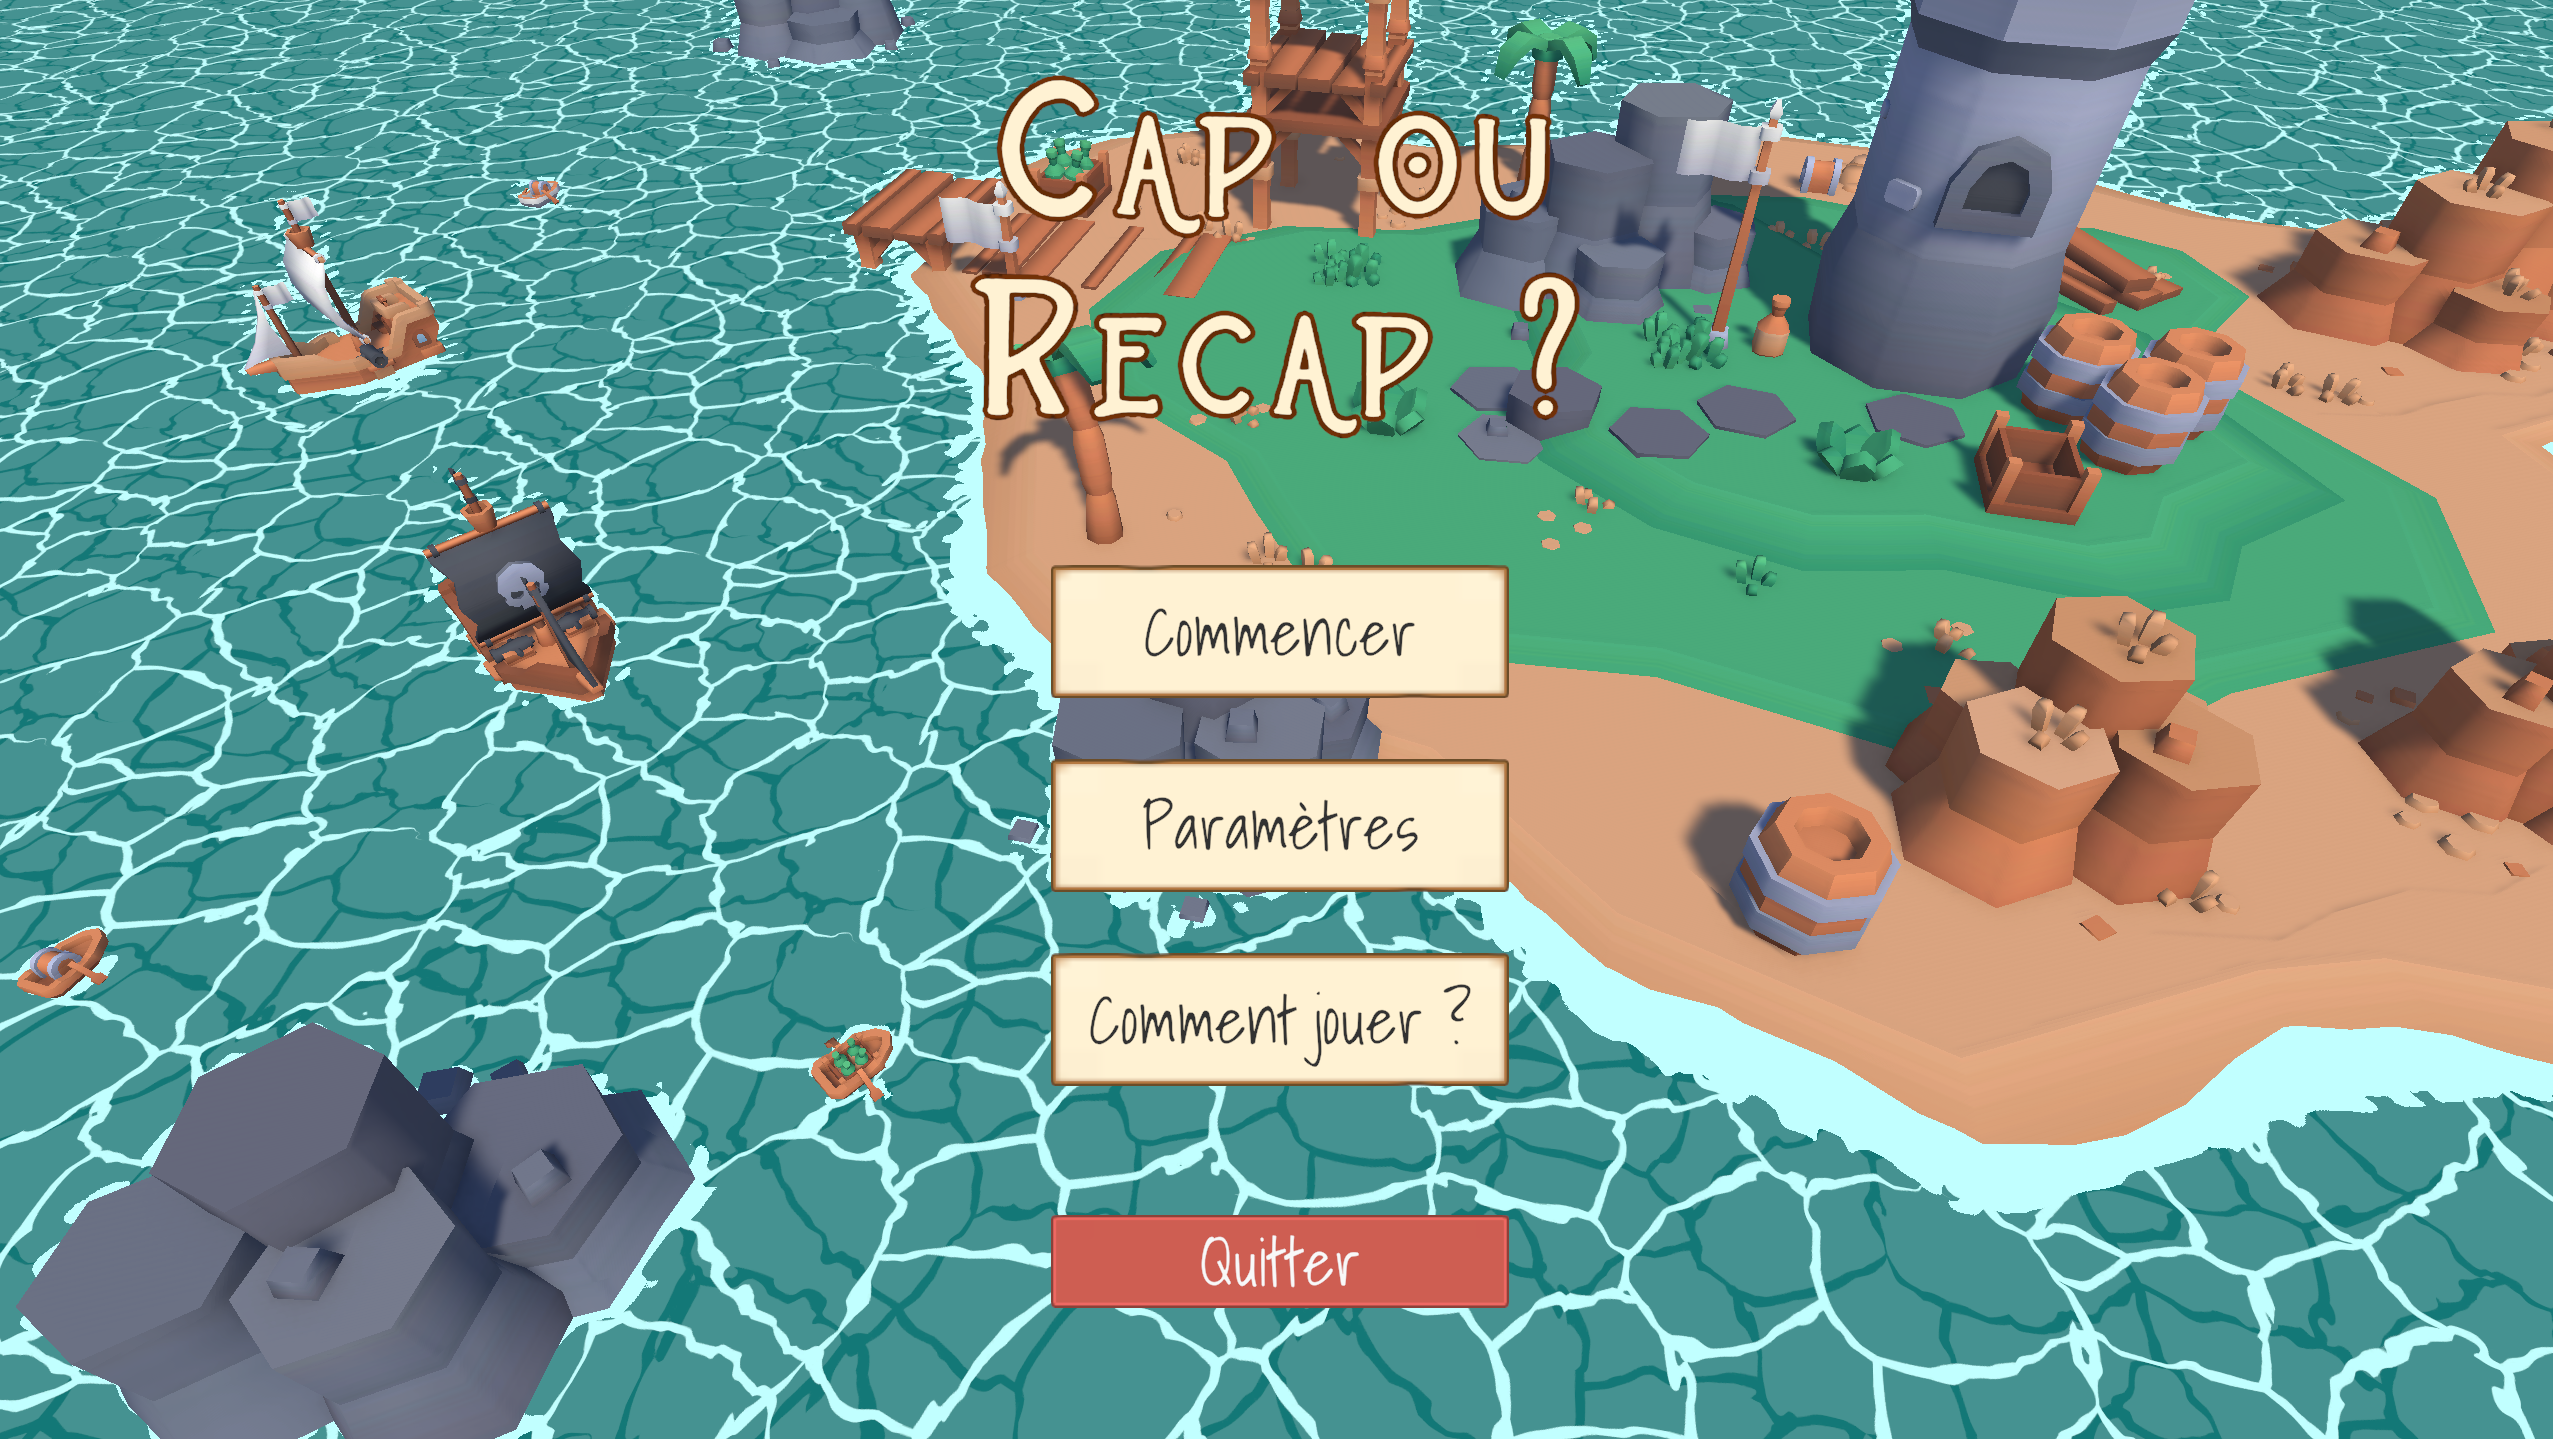 Cap ou
Recap ?
Commencer
Paramètres
Comment jouer ?
Quitter